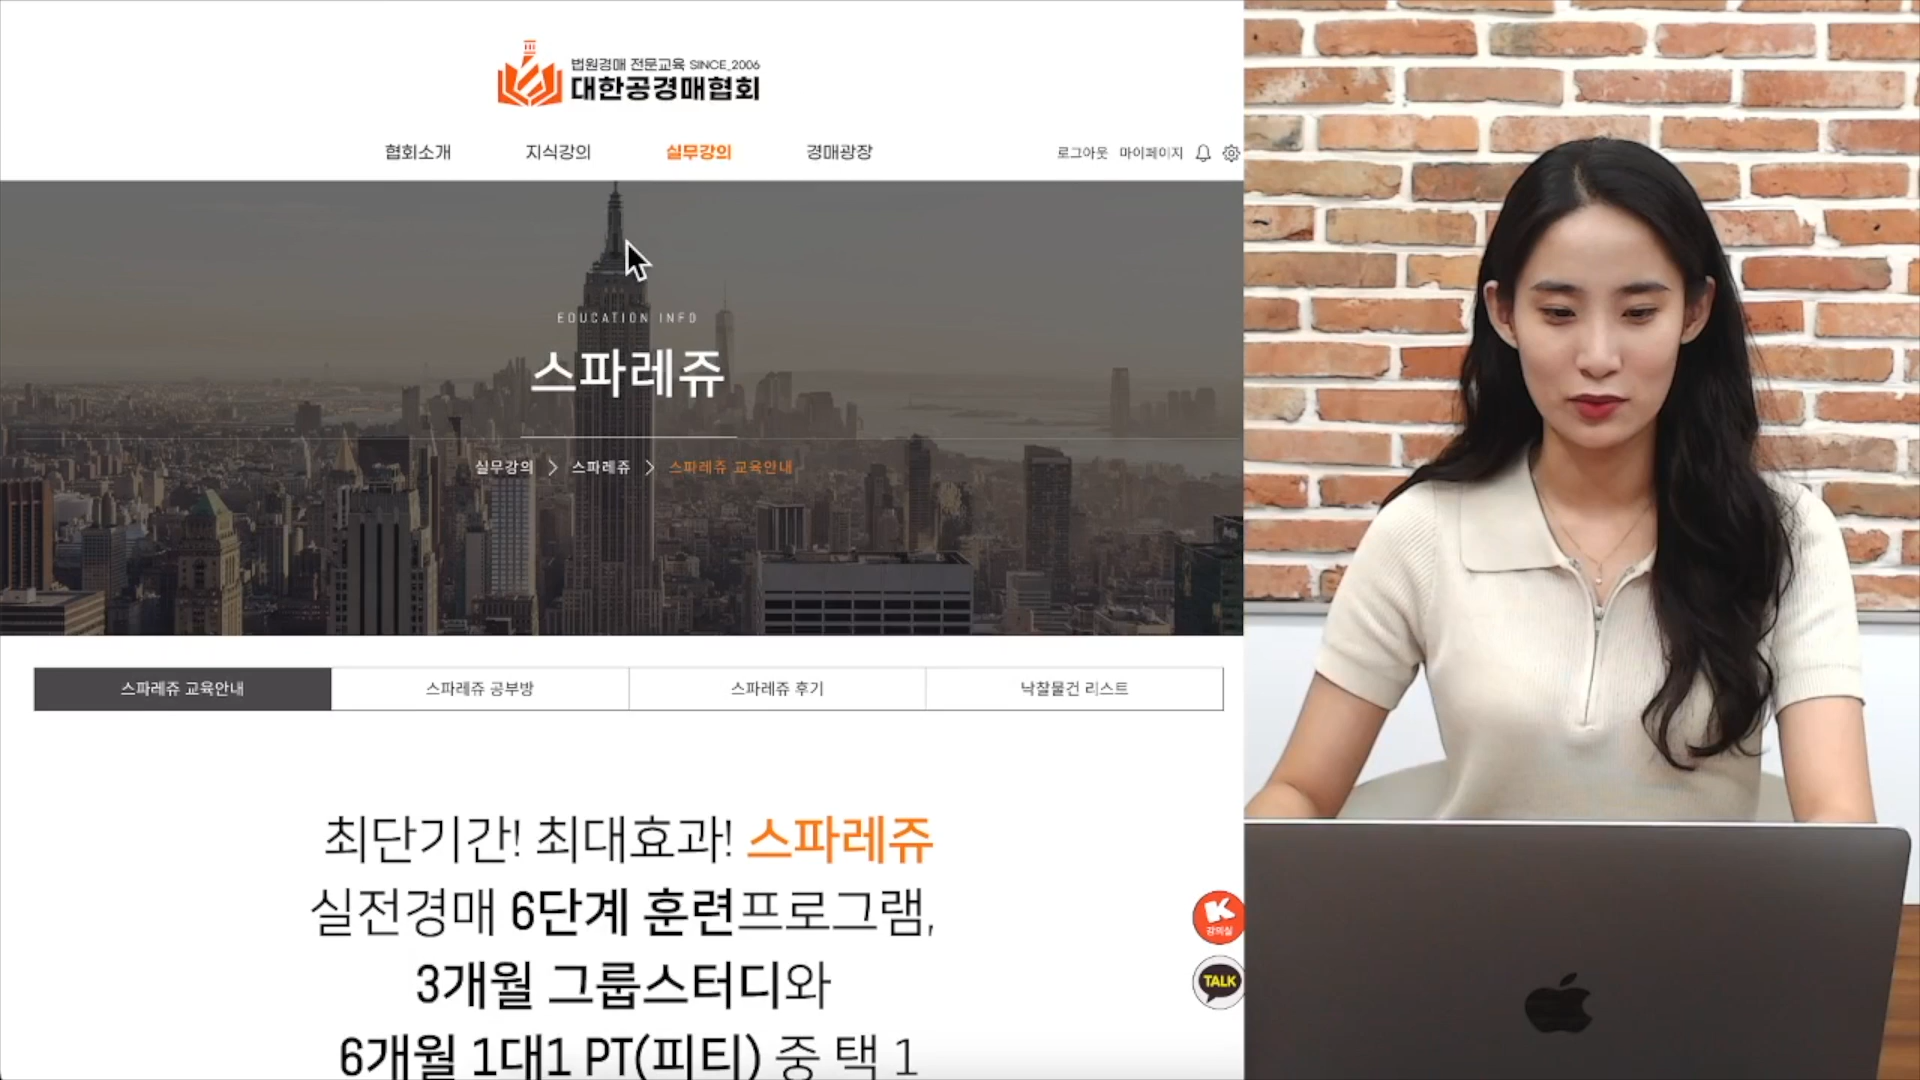 법원경매 전문교육 SINCE_2006
대한공경매협회
협회소개 지식강의 실무강의 경매광장 로그아웃 마이페이지
EDUCATION INFO
스파레쥬
실무강의 > 스파레쥬 > 스파레쥬 교육안내
스파레쥬 교육안내 스파레쥬 공부방 스파레쥬 후기 낙찰물건 리스트
최단기간! 최대효과! 스파레쥬
실전경매 6단계 훈련프로그램,
3개월 그룹스터디와
6개월 1대1 PT(피티) 중 택 1
K
강의실
TALK